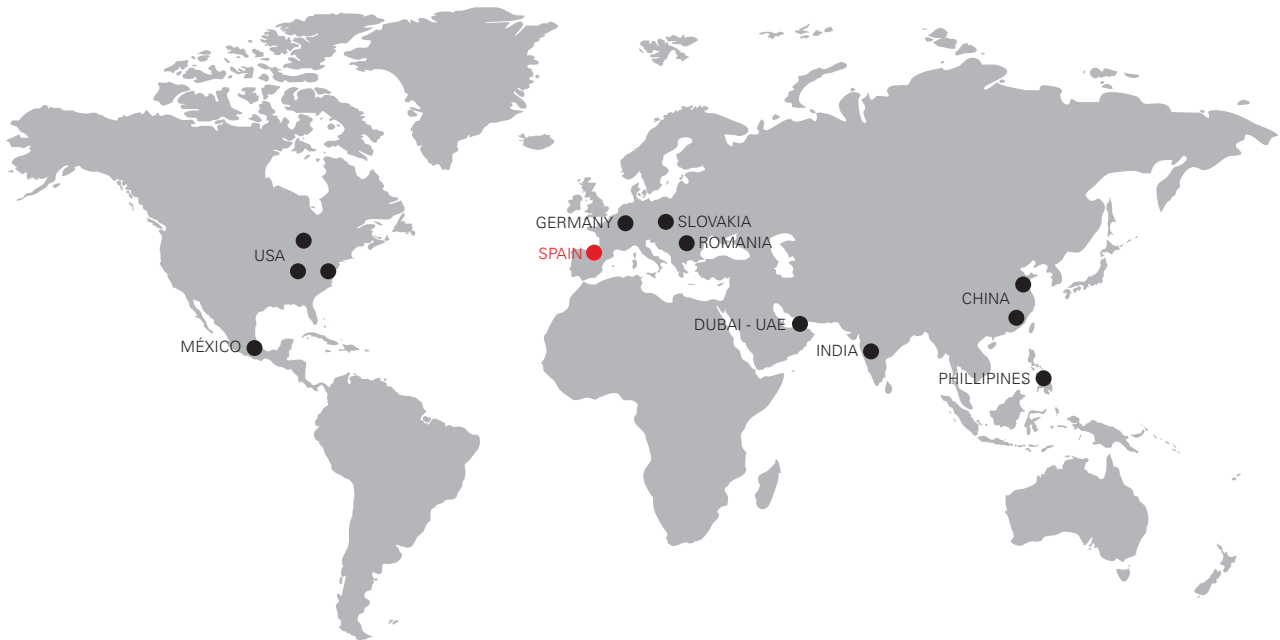 GERMANY
SLOVAKIA
ROMANIA
SPAIN
USA
CHINA
DUBAI - UAE
MÉXICO
INDIA
PHILLIPINES